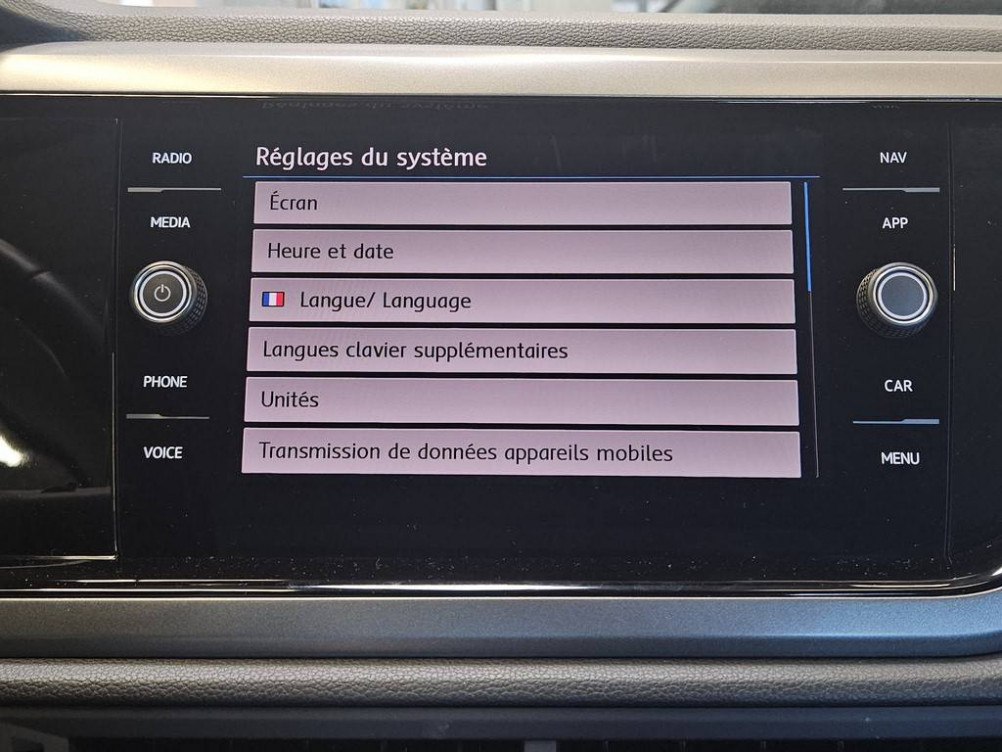 RADIO
MEDIA
PHONE
VOICE
Réglages du système
Écran
Heure et date
Langue/ Language
Langues clavier supplémentaires
Unités
Transmission de données appareils mobiles
NAV
APP
CAR
MENU